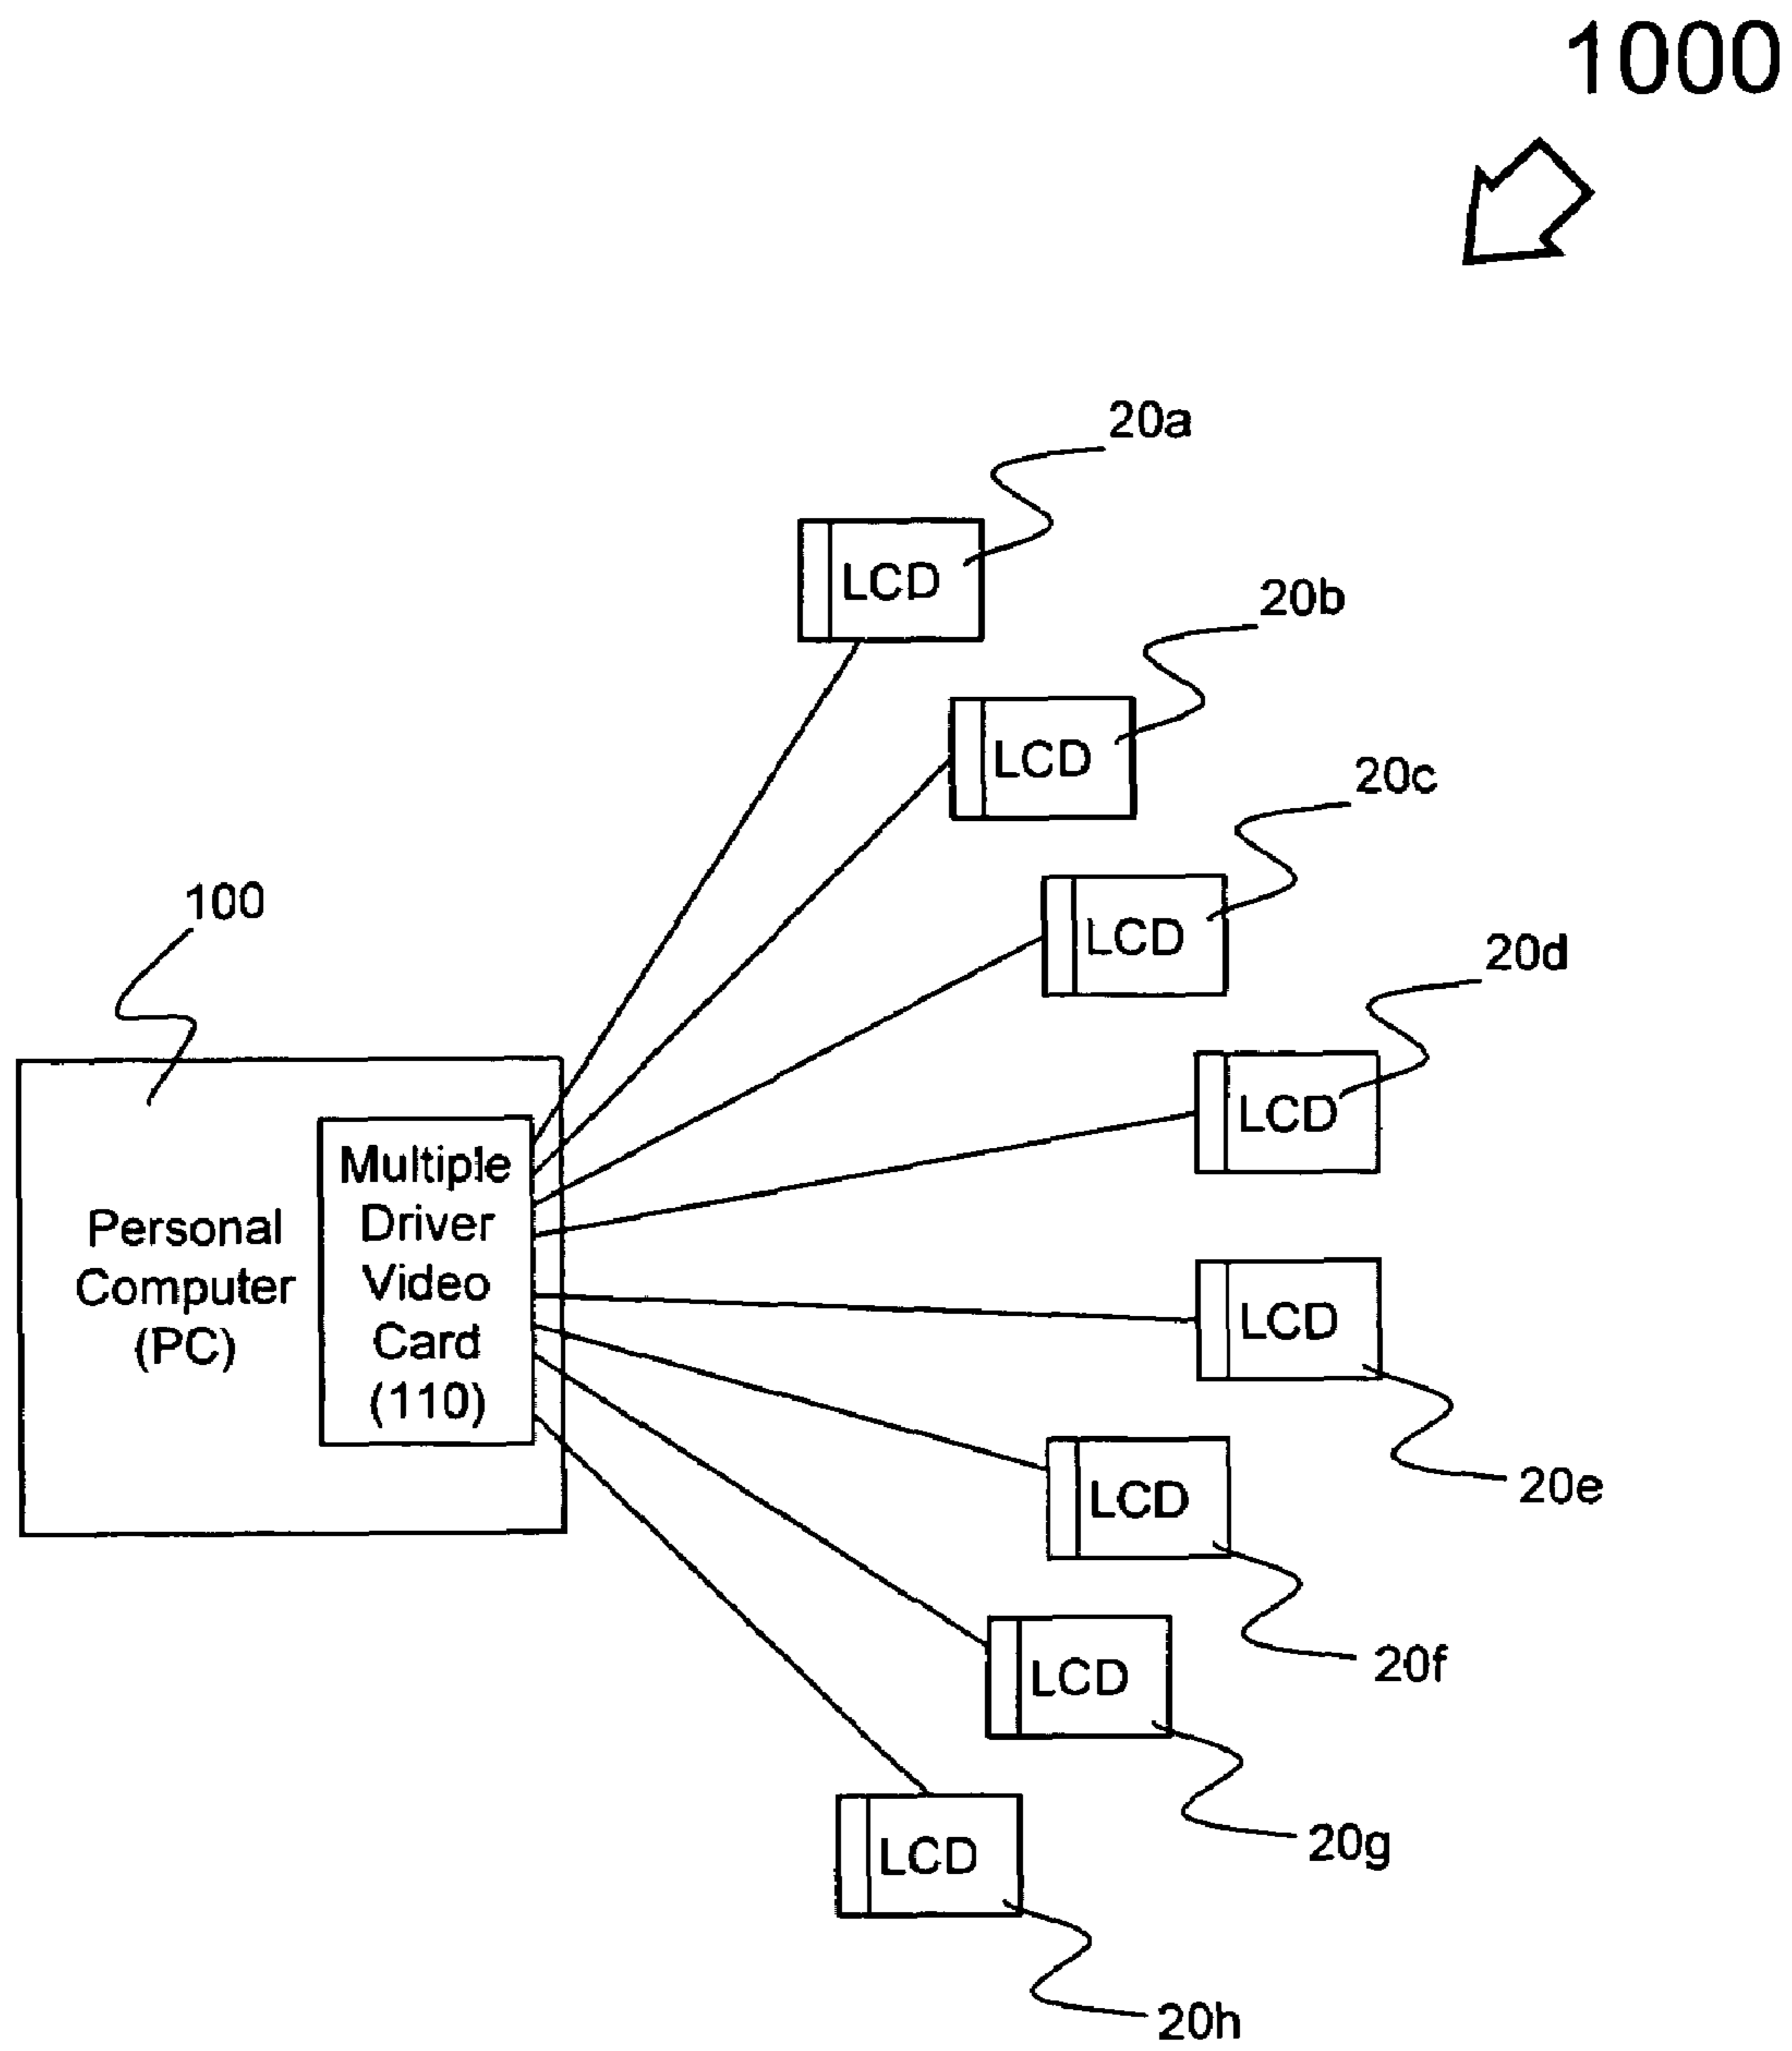 1000
20a
LCD
20b
LCD
20c
LCD
100
20d
LCD
Multiple
Driver
Video
Card
(110)
Personal
Computer
(PC)
LCD
20e
LCD
20f
LCD
20g
LCD
20h